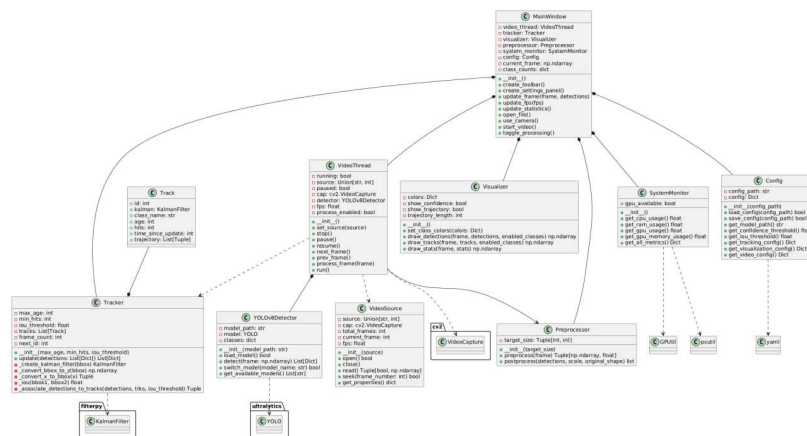 MainWindow
video_thread: VideoThread
tracker: Tracker
visualizer: Visualizer
preprocessor: Preprocessor
system_monitor: SystemMonitor
config: Config
current_frame: np.ndarray
class_counts: dict
__init__()
create_toolbar()
create_settings_panel()
update_frame(frame, detections)
update_fps(fps)
update_statistics()
open_file()
use_camera()
start_video()
toggle_processing()
Track
id: int
kalman: KalmanFilter
class_name: str
age: int
hits: int
time_since_update: int
trajectory: List[Tuple]
VideoThread
running: bool
source: Union[str, int]
paused: bool
cap: cv2.VideoCapture
detector: YOLOv8Detector
fps: float
process_enabled: bool
__init__()
set_source(source)
stop()
pause()
resume()
next_frame()
prev_frame()
process_frame(frame)
run()
Visualizer
colors: Dict
show_confidence: bool
show_trajectory: bool
trajectory_length: int
__init__()
set_class_colors(colors: Dict)
draw_detections(frame, detections, enabled_classes) np.ndarray
draw_tracks(frame, tracks, enabled_classes) np.ndarray
draw_stats(frame, stats) np.ndarray
SystemMonitor
gpu_available: bool
__init__()
get_cpu_usage() float
get_ram_usage() float
get_gpu_usage() float
get_gpu_memory_usage() float
get_all_metrics() Dict
Config
config_path: str
config: Dict
__init__(config_path)
load_config(config_path) bool
save_config(config_path) bool
get_model_path() str
get_confidence_threshold() flo
get_iou_threshold() float
get_tracking_config() Dict
get_visualization_config() Dict
get_video_config() Dict
Tracker
max_age: int
min_hits: int
iou_threshold: float
tracks: List[Track]
frame_count: int
next_id: int
__init__(max_age, min_hits, iou_threshold)
update(detections: List[Dict]) List[Dict]
_create_kalman_filter(bbox) KalmanFilter
_convert_bbox_to_z(bbox) np.ndarray
_convert_x_to_bbox(x) Tuple
_iou(bbox1, bbox2) float
_associate_detections_to_tracks(detections, trks, iou_threshold) Tuple
YOLOv8Detector
model_path: str
model: YOLO
classes: dict
__init__(model_path: str)
load_model() bool
detect(frame: np.ndarray) List[Dict]
switch_model(model_name: str) bool
get_available_models() List[str]
VideoSource
source: Union[str, int]
cap: cv2.VideoCapture
total_frames: int
current_frame: int
fps: float
__init__(source)
open() bool
close()
read() Tuple[bool, np.ndarray]
seek(frame_number: int) bool
get_properties() dict
cv2
VideoCapture
Preprocessor
target_size: Tuple[int, int]
__init__(target_size)
preprocess(frame) Tuple[np.ndarray, float]
postprocess(detections, scale, original_shape) list
GPUtil
psutil
yaml
filterpy
KalmanFilter
ultralytics
YOLO